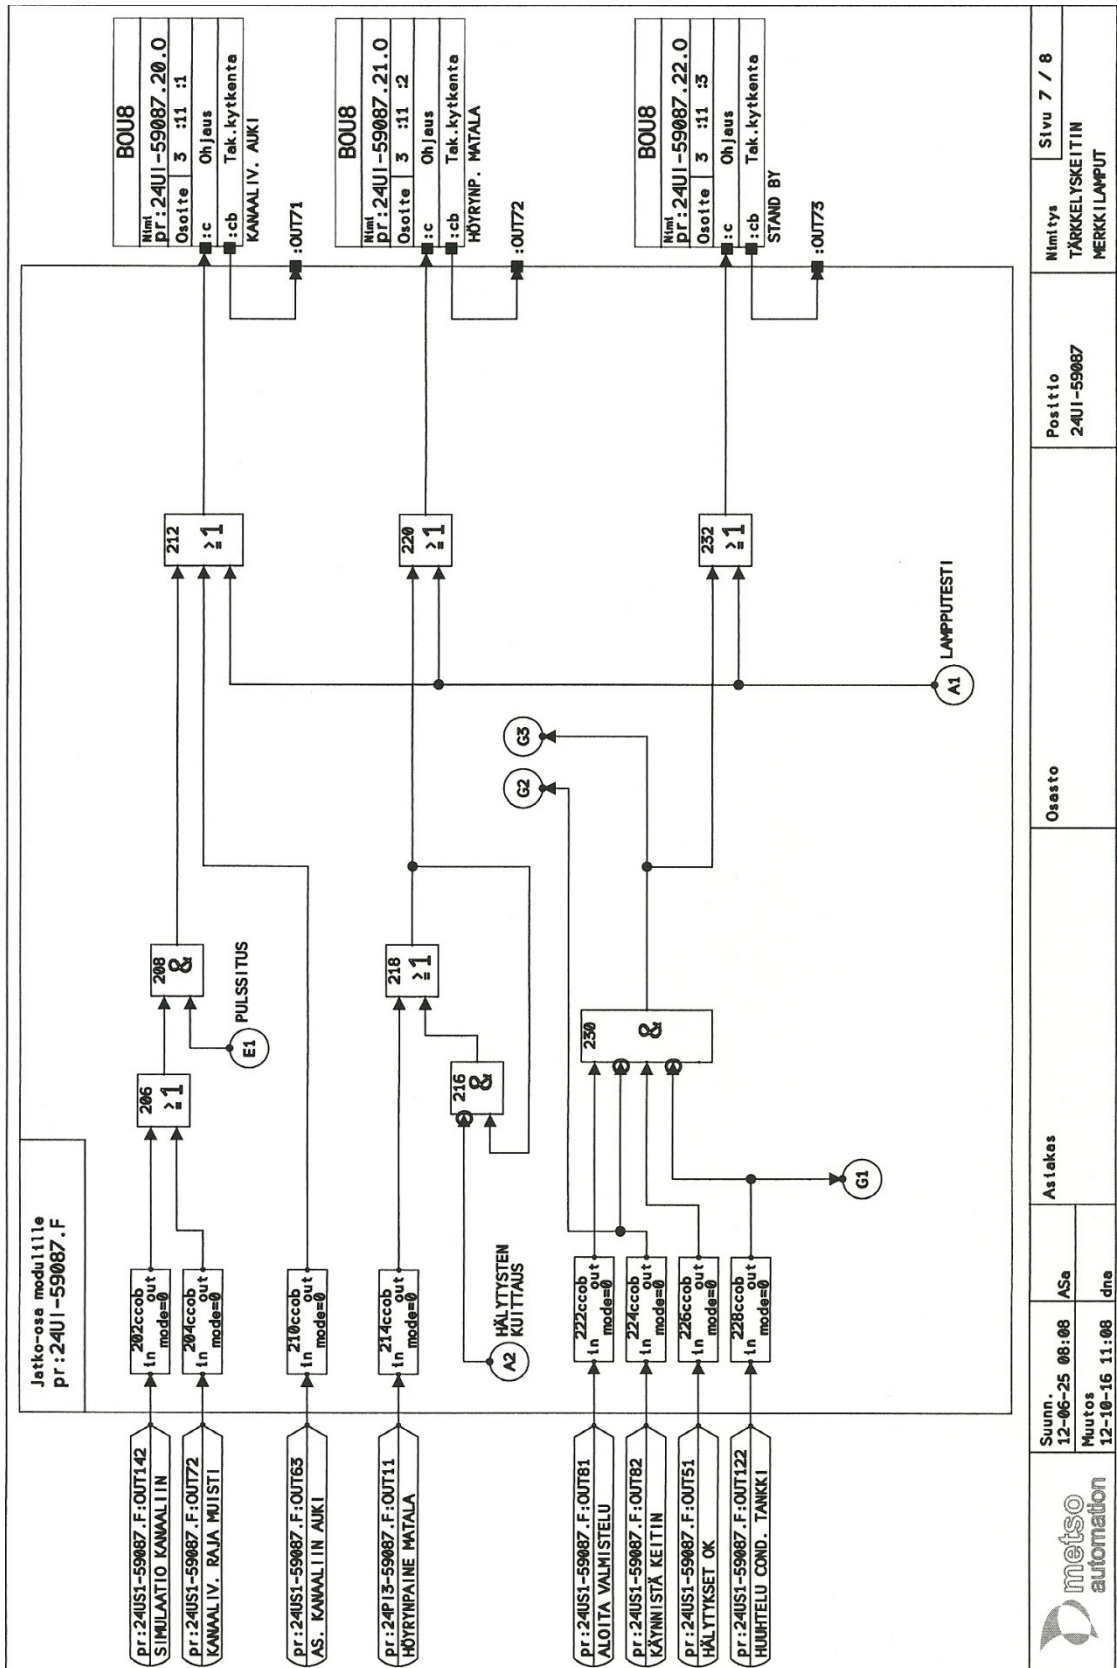 Jatko-osa modulille
pr:24UI-59087.F
pr:24US1-59087.F:OUT142
SIMULAATIO KANAALIIN
pr:24US1-59087.F:OUT72
KANAALIV. RAJA MUISTI
pr:24US1-59087.F:OUT63
AS. KANAALIIN AUKI
pr:24PI3-59087.F:OUT11
HÖYRYNPAINE MATALA
pr:24US1-59087.F:OUT81
ALOITA VALMISTELU
pr:24US1-59087.F:OUT82
KÄYNNISTÄ KEITIN
pr:24US1-59087.F:OUT51
HÄLYTYKSET OK
pr:24US1-59087.F:OUT122
HUUHTELU COND. TANKKI
202ccob
in out
mode=0
204ccob
in out
mode=0
210ccob
in out
mode=0
214ccob
in out
mode=0
A2
HÄLYTYSTEN
KUITTAUS
222ccob
in out
mode=0
224ccob
in out
mode=0
226ccob
in out
mode=0
228ccob
in out
mode=0
206
≥1
208
&
E1
PULSSITUS
216
&
218
≥1
230
&
G1
G2
G3
212
≥1
220
≥1
232
≥1
A1
LAMPPUTESTI
BOU8
Nimi
pr:24UI-59087.20.O
Osoite 3 :11 :1
:c Ohjaus
:cb Tak.kytkenta
KANAALIV. AUKI
:OUT71
BOU8
Nimi
pr:24UI-59087.21.O
Osoite 3 :11 :2
:c Ohjaus
:cb Tak.kytkenta
HÖYRYNP. MATALA
:OUT72
BOU8
Nimi
pr:24UI-59087.22.O
Osoite 3 :11 :3
:c Ohjaus
:cb Tak.kytkenta
STAND BY
:OUT73
metso
automation
Suunn.
12-06-25 08:08 ASa
Muutos
12-10-16 11:08 dna
Asiakas
Osasto
Positio
24UI-59087
Nimitys
TÄRKELYSKEITIN
MERKKILAMPUT
Sivu 7 / 8